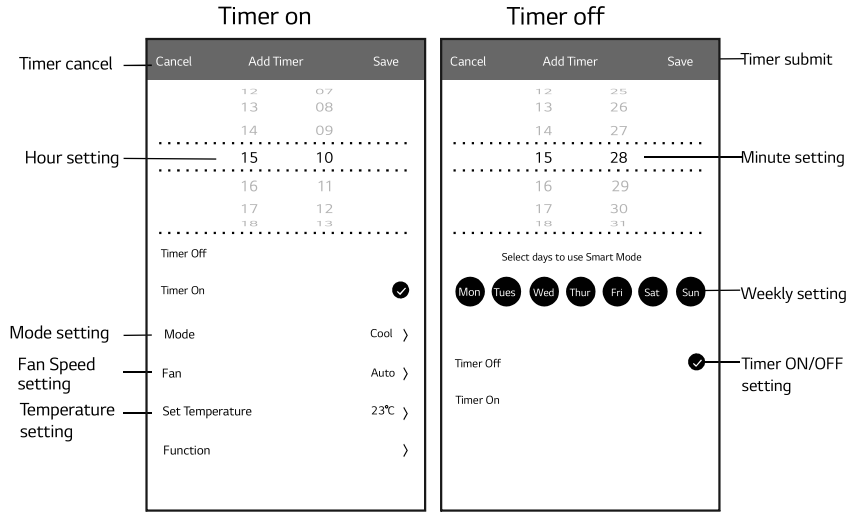 Timer on
Timer off
Timer cancel
Cancel Add Timer Save
Cancel Add Timer Save
Timer submit
12 07
13 08
14 09
15 10
16 11
17 12
18 13
12 25
13 26
14 27
15 28
16 29
17 30
18 31
Hour setting
Minute setting
Timer Off
Timer On
Mode setting
Mode Cool 〉
Fan Speed
setting
Fan Auto 〉
Temperature
setting
Set Temperature 23℃ 〉
Function 〉
Select days to use Smart Mode
Mon Tues Wed Thur Fri Sat Sun
Weekly setting
Timer Off
Timer On
Timer ON/OFF
setting